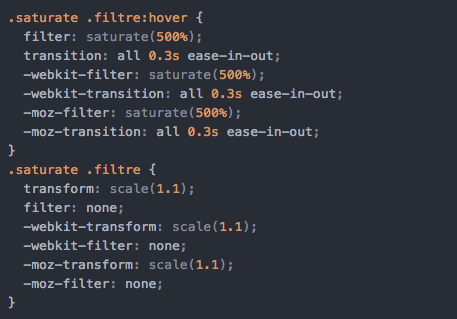 .saturate .filtre:hover {
  filter: saturate(500%);
  transition: all 0.3s ease-in-out;
  -webkit-filter: saturate(500%);
  -webkit-transition: all 0.3s ease-in-out;
  -moz-filter: saturate(500%);
  -moz-transition: all 0.3s ease-in-out;
}
.saturate .filtre {
  transform: scale(1.1);
  filter: none;
  -webkit-transform: scale(1.1);
  -webkit-filter: none;
  -moz-transform: scale(1.1);
  -moz-filter: none;
}